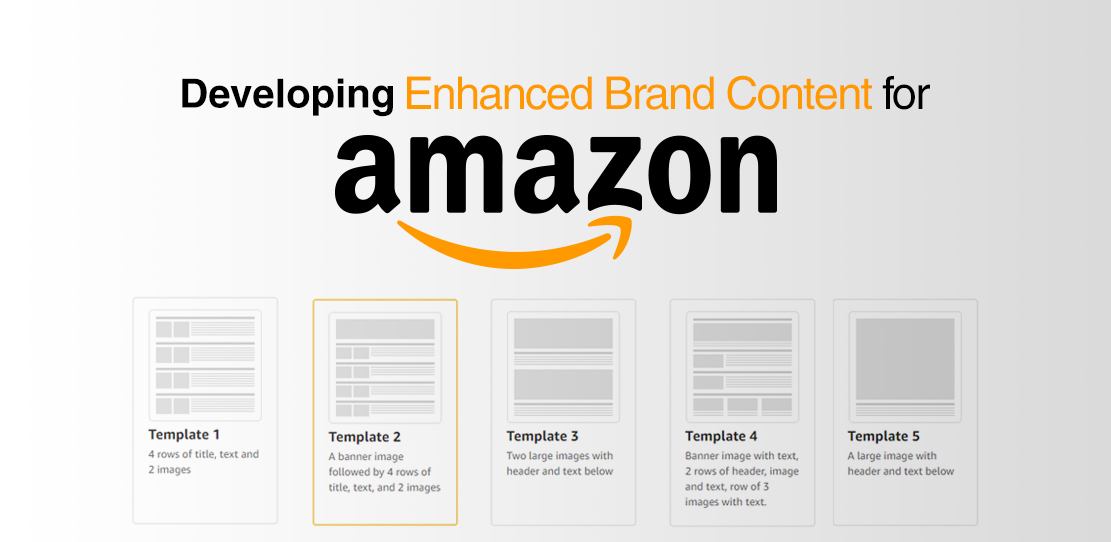 Developing Enhanced Brand Content for
amazon
Template 1
4 rows of title, text and
2 images
Template 2
A banner image
followed by 4 rows of
title, text, and 2 images
Template 3
Two large images with
header and text below
Template 4
Banner image with text,
2 rows of header, image
and text, row of 3
images with text.
Template 5
A large image with
header and text below